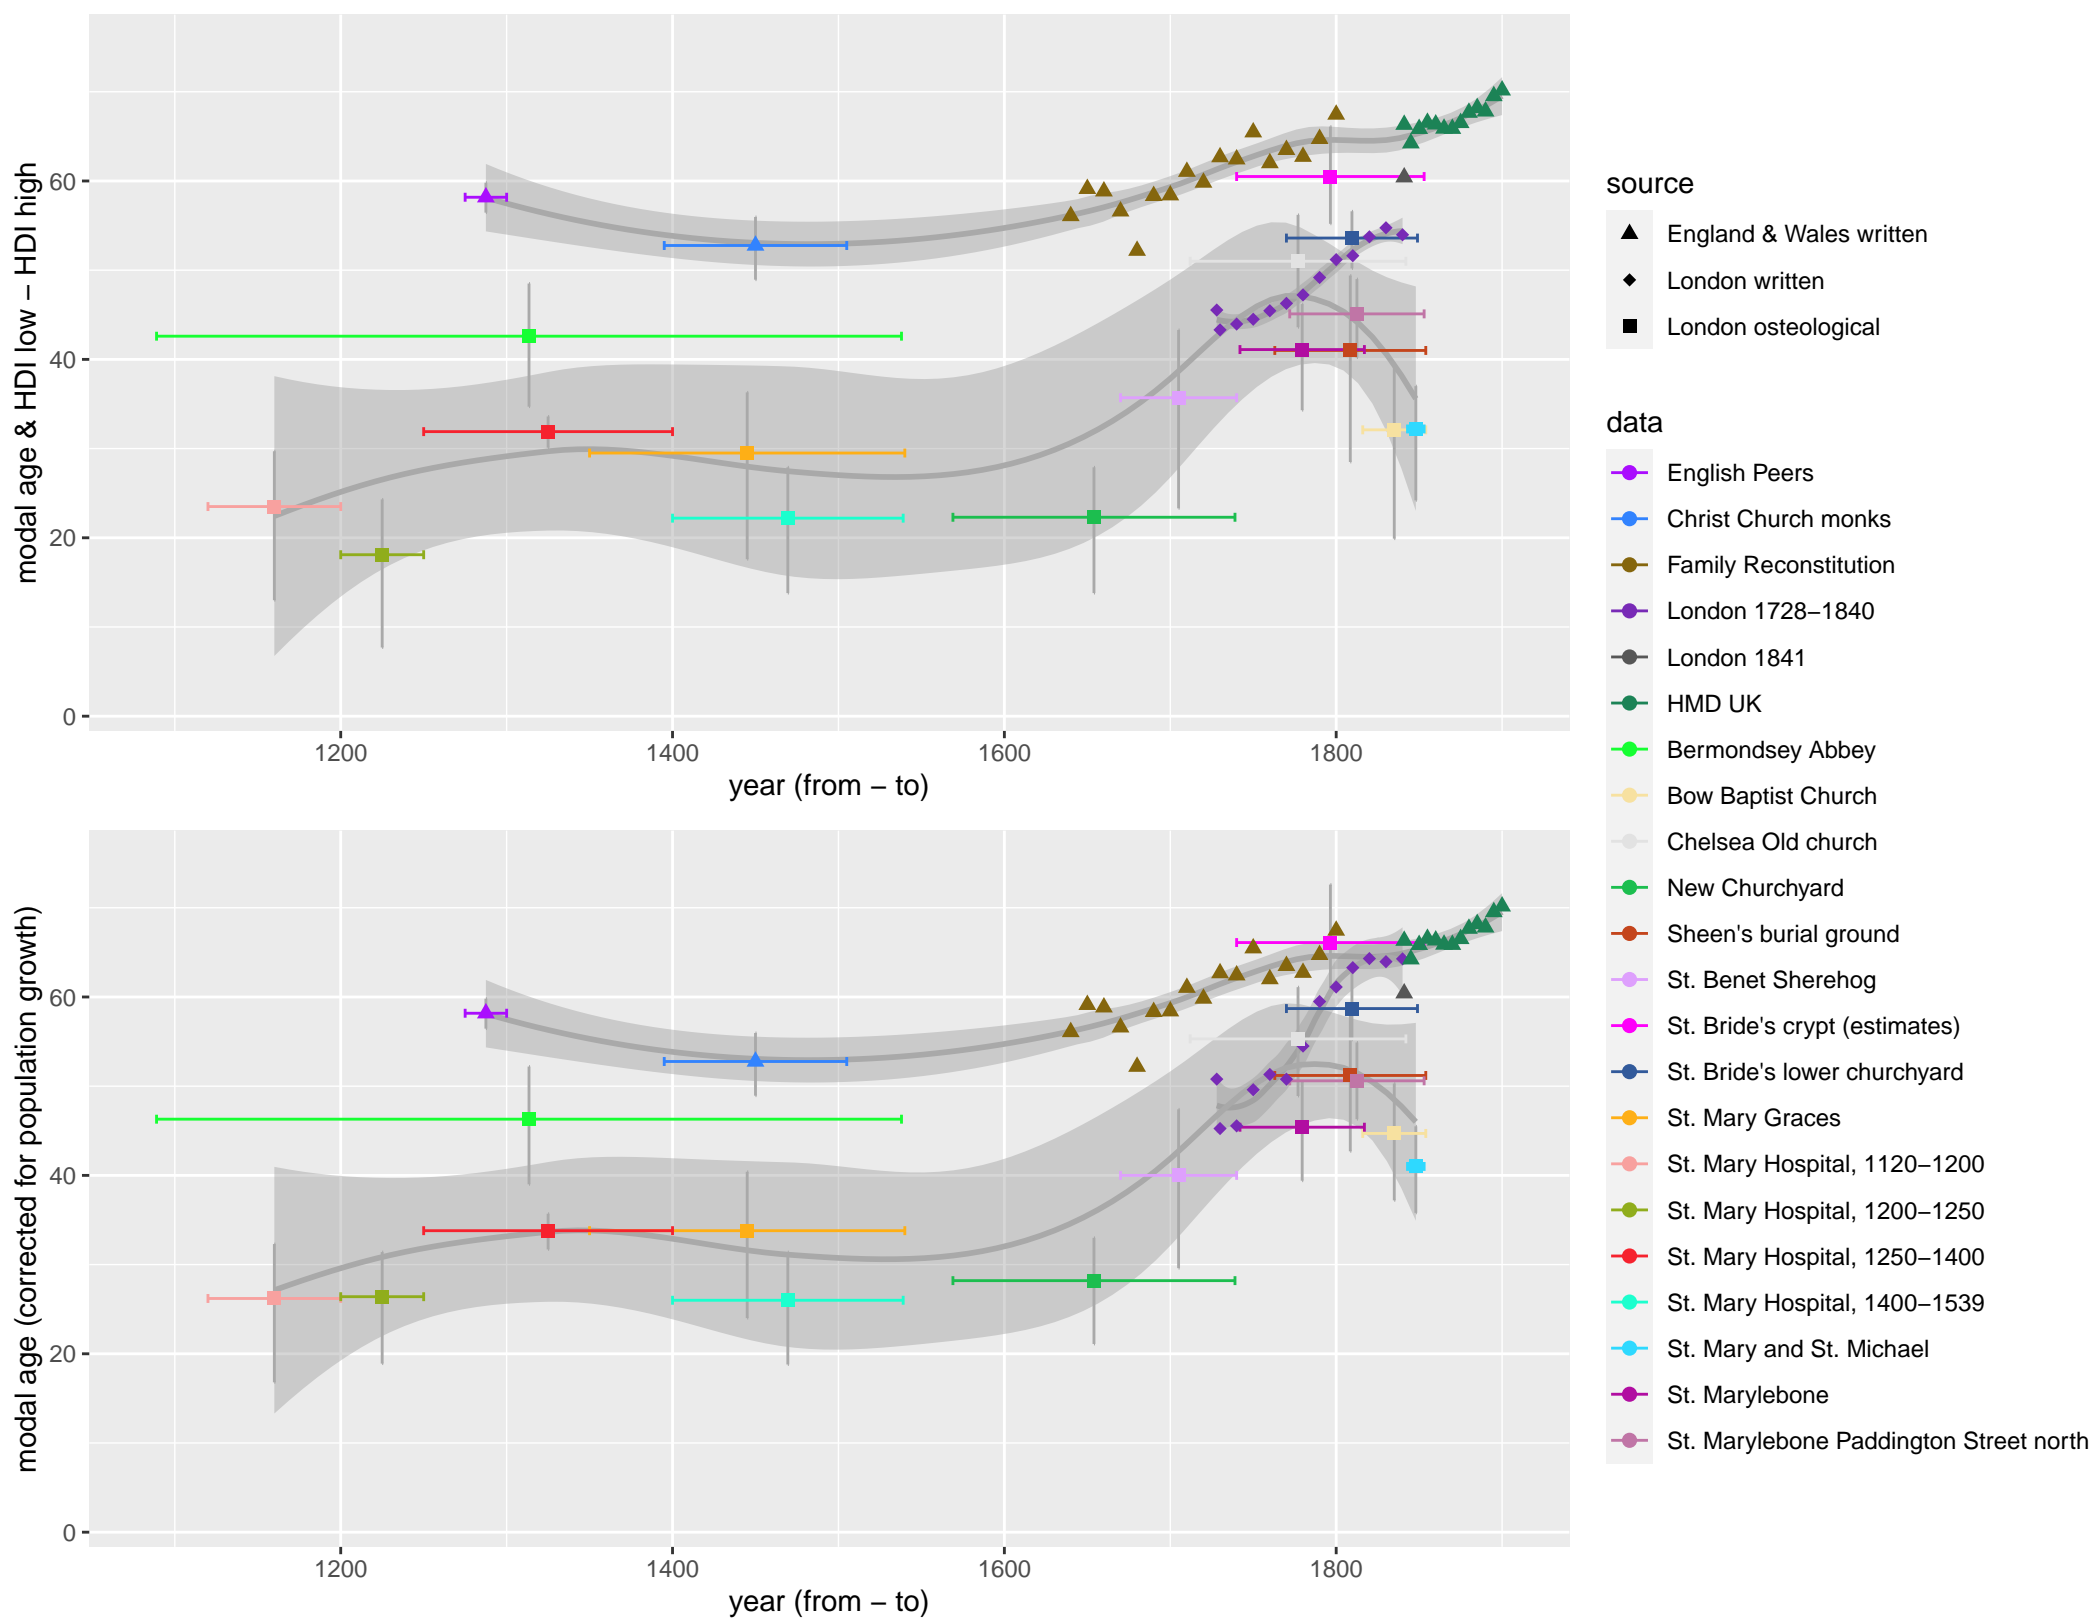 modal age & HDI low − HDI high
60
40
20
0
1200
1400
1600
1800
year (from − to)
modal age (corrected for population growth)
60
40
20
0
1200
1400
1600
1800
year (from − to)
source
England & Wales written
London written
London osteological
data
English Peers
Christ Church monks
Family Reconstitution
London 1728−1840
London 1841
HMD UK
Bermondsey Abbey
Bow Baptist Church
Chelsea Old church
New Churchyard
Sheen's burial ground
St. Benet Sherehog
St. Bride's crypt (estimates)
St. Bride's lower churchyard
St. Mary Graces
St. Mary Hospital, 1120−1200
St. Mary Hospital, 1200−1250
St. Mary Hospital, 1250−1400
St. Mary Hospital, 1400−1539
St. Mary and St. Michael
St. Marylebone
St. Marylebone Paddington Street north